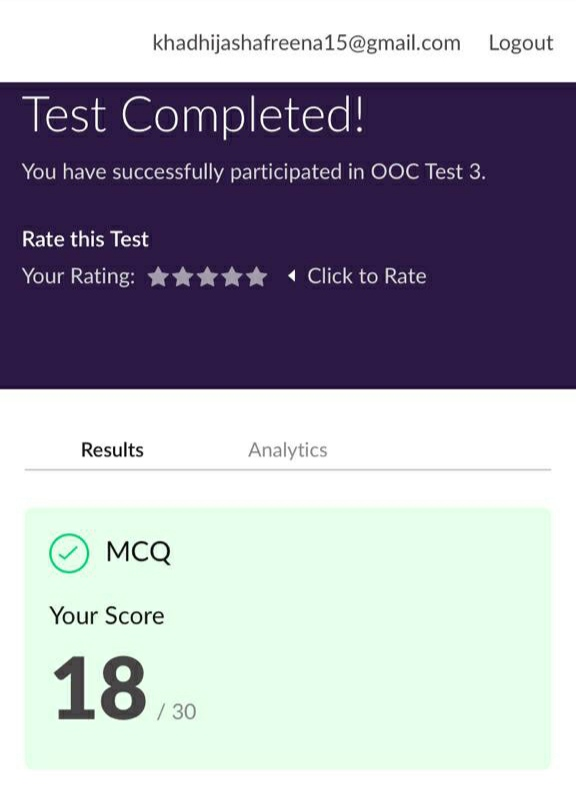 khadhijashafreena15@gmail.com Logout
Test Completed!
You have successfully participated in OOC Test 3.
Rate this Test
Your Rating: Click to Rate
Results Analytics
MCQ
Your Score
18 / 30